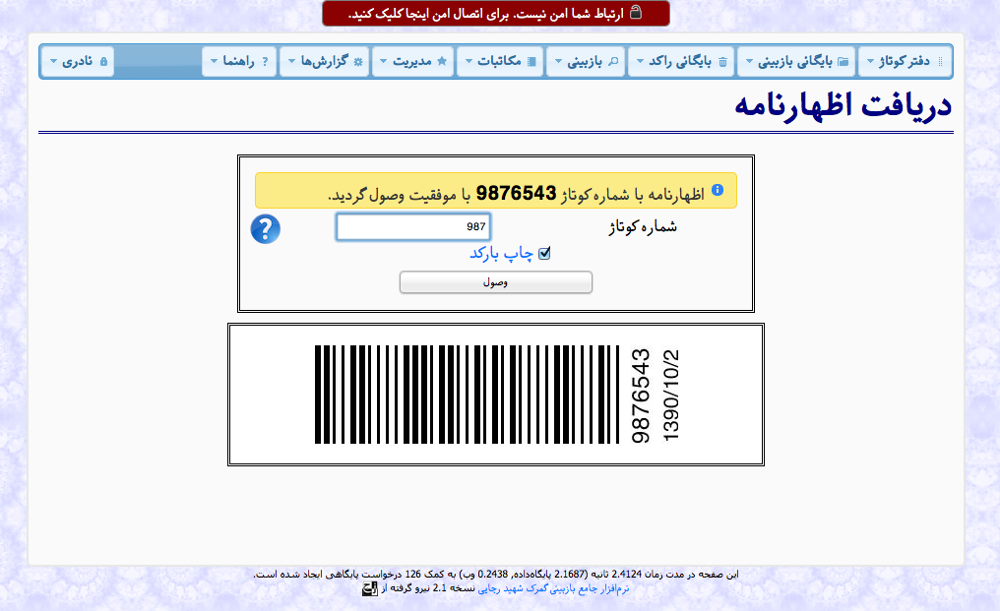 ارتباط شما امن نیست. برای اتصال امن اینجا کلیک کنید.
دفتر کوتاژ بایگانی بازبینی بایگانی راکد بازبینی مکاتبات مدیریت گزارش‌ها راهنما نادری
دریافت اظهارنامه
اظهارنامه با شماره کوتاژ 9876543 با موفقیت وصول گردید.
شماره کوتاژ 987
چاپ بارکد
وصول
9876543
1390/10/2
این صفحه در مدت زمان 2.4124 ثانیه (2.1687 پایگاه‌داده, 0.2438 وب) به کمک 126 درخواست پایگاهی ایجاد شده است.
نرم‌افزار جامع بازبینی گمرک شهید رجایی نسخه 2.1 نیرو گرفته از